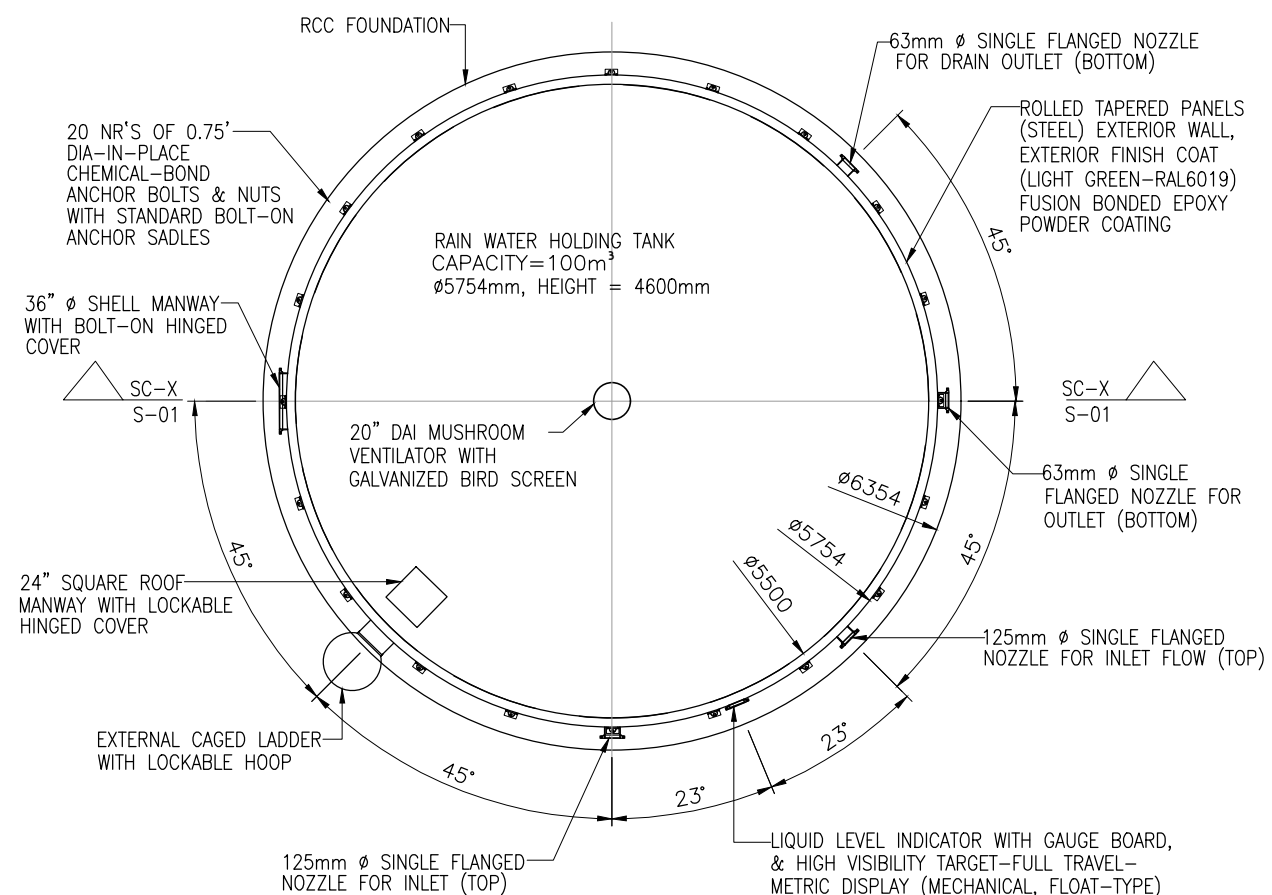 RCC FOUNDATION
63mm ø SINGLE FLANGED NOZZLE
FOR DRAIN OUTLET (BOTTOM)
20 NR'S OF 0.75'
DIA-IN-PLACE
CHEMICAL-BOND
ANCHOR BOLTS & NUTS
WITH STANDARD BOLT-ON
ANCHOR SADLES
ROLLED TAPERED PANELS
(STEEL) EXTERIOR WALL,
EXTERIOR FINISH COAT
(LIGHT GREEN-RAL6019)
FUSION BONDED EPOXY
POWDER COATING
45°
RAIN WATER HOLDING TANK
CAPACITY=100m³
ø5754mm, HEIGHT = 4600mm
36" ø SHELL MANWAY
WITH BOLT-ON HINGED
COVER
SC-X
S-01
SC-X
S-01
20" DAI MUSHROOM
VENTILATOR WITH
GALVANIZED BIRD SCREEN
63mm ø SINGLE
FLANGED NOZZLE FOR
OUTLET (BOTTOM)
ø6354
ø5754
ø5500
45°
45°
24" SQUARE ROOF
MANWAY WITH LOCKABLE
HINGED COVER
125mm ø SINGLE FLANGED
NOZZLE FOR INLET FLOW (TOP)
EXTERNAL CAGED LADDER
WITH LOCKABLE HOOP
45°
23°
23°
125mm ø SINGLE FLANGED
NOZZLE FOR INLET (TOP)
LIQUID LEVEL INDICATOR WITH GAUGE BOARD,
& HIGH VISIBILITY TARGET-FULL TRAVEL-
METRIC DISPLAY (MECHANICAL, FLOAT-TYPE)